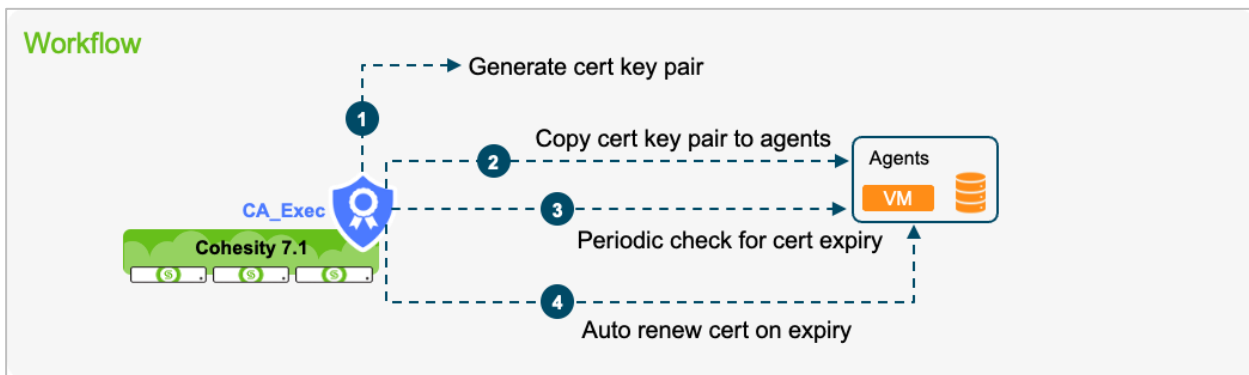 Workflow
Generate cert key pair
1
Copy cert key pair to agents
2
Agents
VM
CA_Exec
3
Periodic check for cert expiry
Cohesity 7.1
4
Auto renew cert on expiry